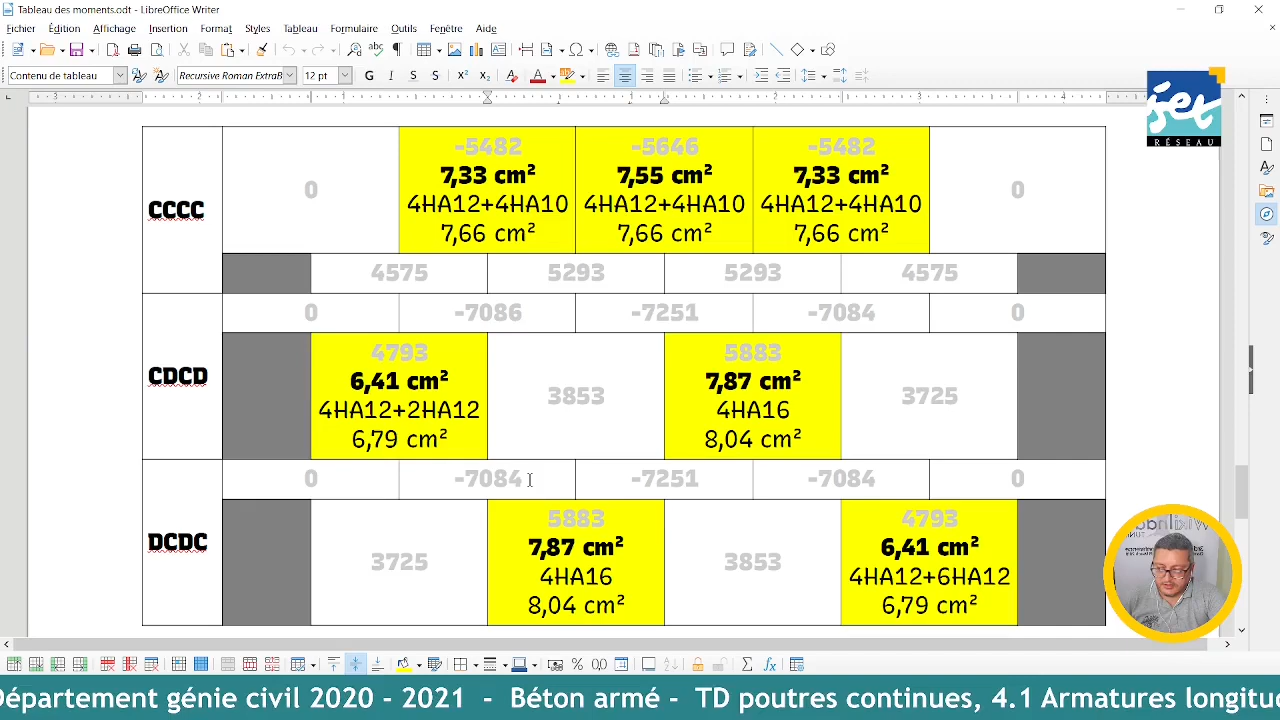 Tableau des moments.odt - LibreOffice Writer
Fichier Édition Affichage Insertion Format Styles Tableau Formulaire Outils Fenêtre Aide
Contenu de tableau Recursive Roman ExtraB 12 pt G I S S
jet
RÉSEAU
CCCC
0
-5482
7,33 cm²
4HA12+4HA10
7,66 cm²
-5646
7,55 cm²
4HA12+4HA10
7,66 cm²
-5482
7,33 cm²
4HA12+4HA10
7,66 cm²
0
4575 5293 5293 4575
CDCD
0 -7086 -7251 -7084 0
4793
6,41 cm²
4HA12+2HA12
6,79 cm²
3853
5883
7,87 cm²
4HA16
8,04 cm²
3725
DCDC
0 -7084 -7251 -7084 0
3725
5883
7,87 cm²
4HA16
8,04 cm²
3853
4793
6,41 cm²
4HA12+6HA12
6,79 cm²
Département génie civil 2020 - 2021 - Béton armé - TD poutres continues, 4.1 Armatures longitu